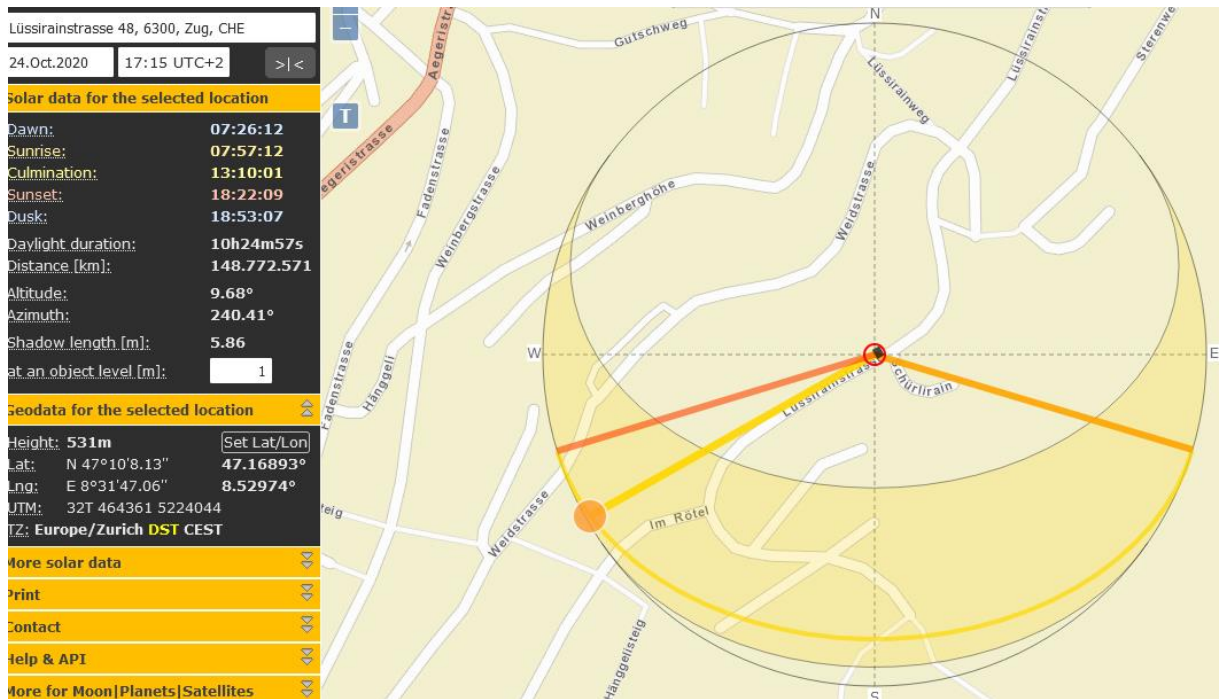 Lüssirainstrasse 48, 6300, Zug, CHE
24.Oct.2020 17:15 UTC+2 >|<
Solar data for the selected location
Dawn: 07:26:12
Sunrise: 07:57:12
Culmination: 13:10:01
Sunset: 18:22:09
Dusk: 18:53:07
Daylight duration: 10h24m57s
Distance [km]: 148.772.571
Altitude: 9.68°
Azimuth: 240.41°
Shadow length [m]: 5.86
at an object level [m]: 1
Geodata for the selected location
Height: 531m Set Lat/Lon
Lat: N 47°10'8.13'' 47.16893°
Lng: E 8°31'47.06'' 8.52974°
UTM: 32T 464361 5224044
TZ: Europe/Zurich DST CEST
More solar data
Print
Contact
Help & API
More for Moon|Planets|Satellites
T
N
W
E
S
Gutschweg
Aegeristr
Aegeristrasse
Fadenstrasse
Weinbergstrasse
Weinberghöhe
Lüssirainweg
Lüssirainstr
Sterenwe
Weidstrasse
Hänggeli
Fadenstrasse
Lüssirainstrasse
Schürlirain
Im Rötel
Weidstrasse
Hänggelisteig
teig